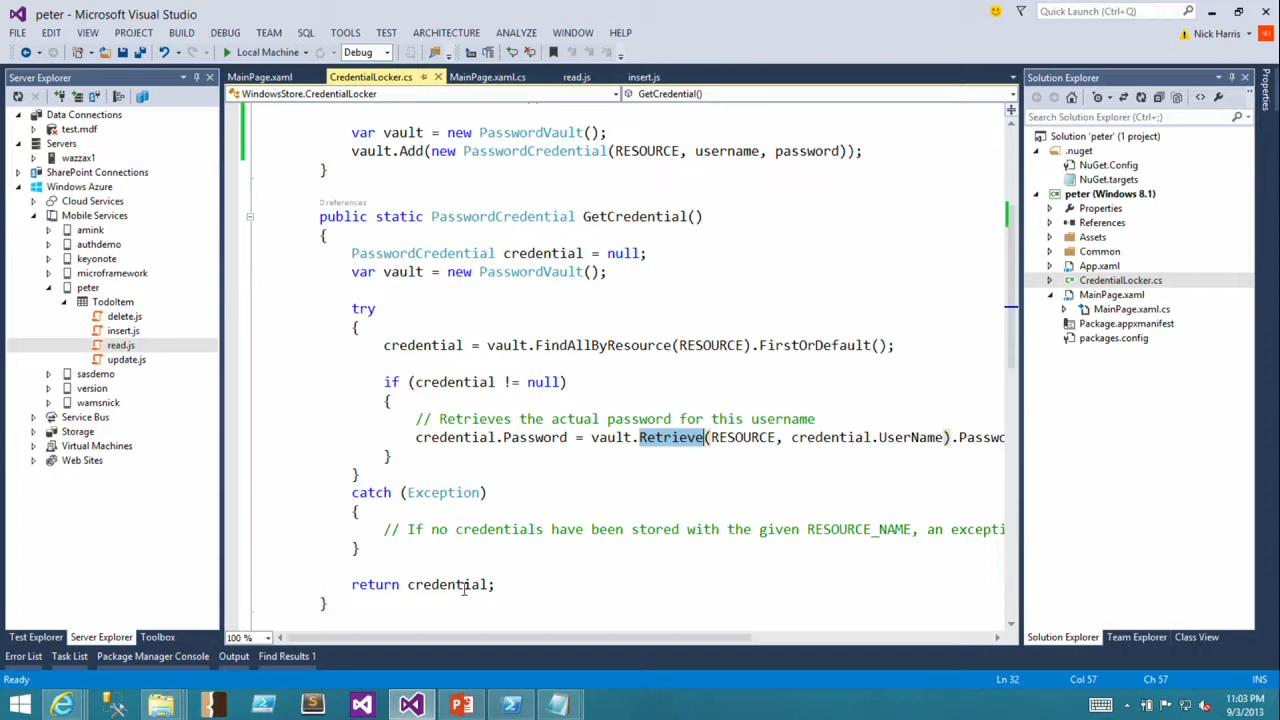 peter - Microsoft Visual Studio
Quick Launch (Ctrl+Q)
FILE EDIT VIEW PROJECT BUILD DEBUG TEAM SQL TOOLS TEST ARCHITECTURE ANALYZE WINDOW HELP
Nick Harris
NH
Local Machine
Debug
Server Explorer
Data Connections
test.mdf
Servers
wazzax1
SharePoint Connections
Windows Azure
Cloud Services
Mobile Services
amink
authdemo
keyonote
microframework
peter
TodoItem
delete.js
insert.js
read.js
update.js
sasdemo
version
wamsnick
Service Bus
Storage
Virtual Machines
Web Sites
Test Explorer Server Explorer Toolbox
MainPage.xaml CredentialLocker.cs MainPage.xaml.cs read.js insert.js
WindowsStore.CredentialLocker GetCredential()
var vault = new PasswordVault();
vault.Add(new PasswordCredential(RESOURCE, username, password));
}
0 references
public static PasswordCredential GetCredential()
{
PasswordCredential credential = null;
var vault = new PasswordVault();
try
{
credential = vault.FindAllByResource(RESOURCE).FirstOrDefault();
if (credential != null)
{
// Retrieves the actual password for this username
credential.Password = vault.Retrieve(RESOURCE, credential.UserName).Passwo
}
}
catch (Exception)
{
// If no credentials have been stored with the given RESOURCE_NAME, an excepti
}
return credential;
}
100 %
Solution Explorer
Search Solution Explorer (Ctrl+;)
Solution 'peter' (1 project)
.nuget
NuGet.Config
NuGet.targets
peter (Windows 8.1)
Properties
References
Assets
Common
App.xaml
CredentialLocker.cs
MainPage.xaml
MainPage.xaml.cs
Package.appxmanifest
packages.config
Solution Explorer Team Explorer Class View
Properties
Error List Task List Package Manager Console Output Find Results 1
Ready Ln 32 Col 57 Ch 57 INS
11:03 PM
9/3/2013